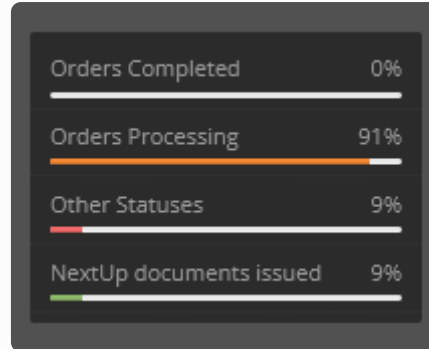 Orders Completed 0%
Orders Processing 91%
Other Statuses 9%
NextUp documents issued 9%